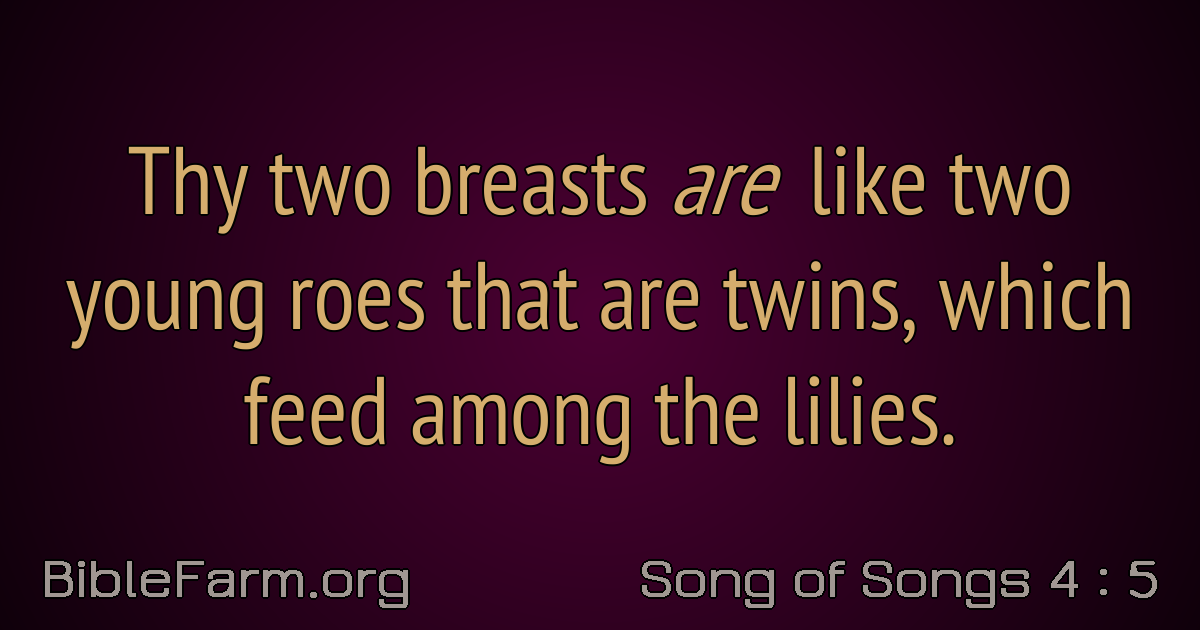 Thy two breasts are like two
young roes that are twins, which
feed among the lilies.
BibleFarm.org
Song of Songs 4 : 5